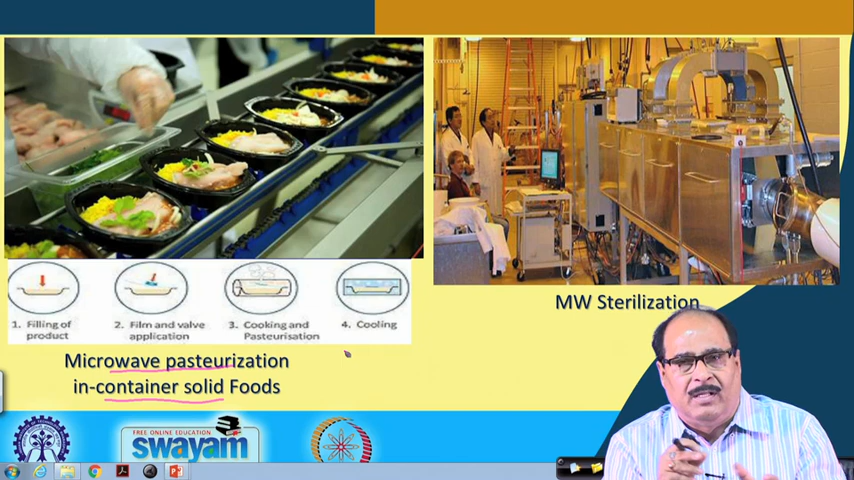 1. Filling of
product
2. Film and valve
application
3. Cooking and
Pasteurisation
4. Cooling
MW Sterilization
Microwave pasteurization
in-container solid Foods
FREE ONLINE EDUCATION
swayam